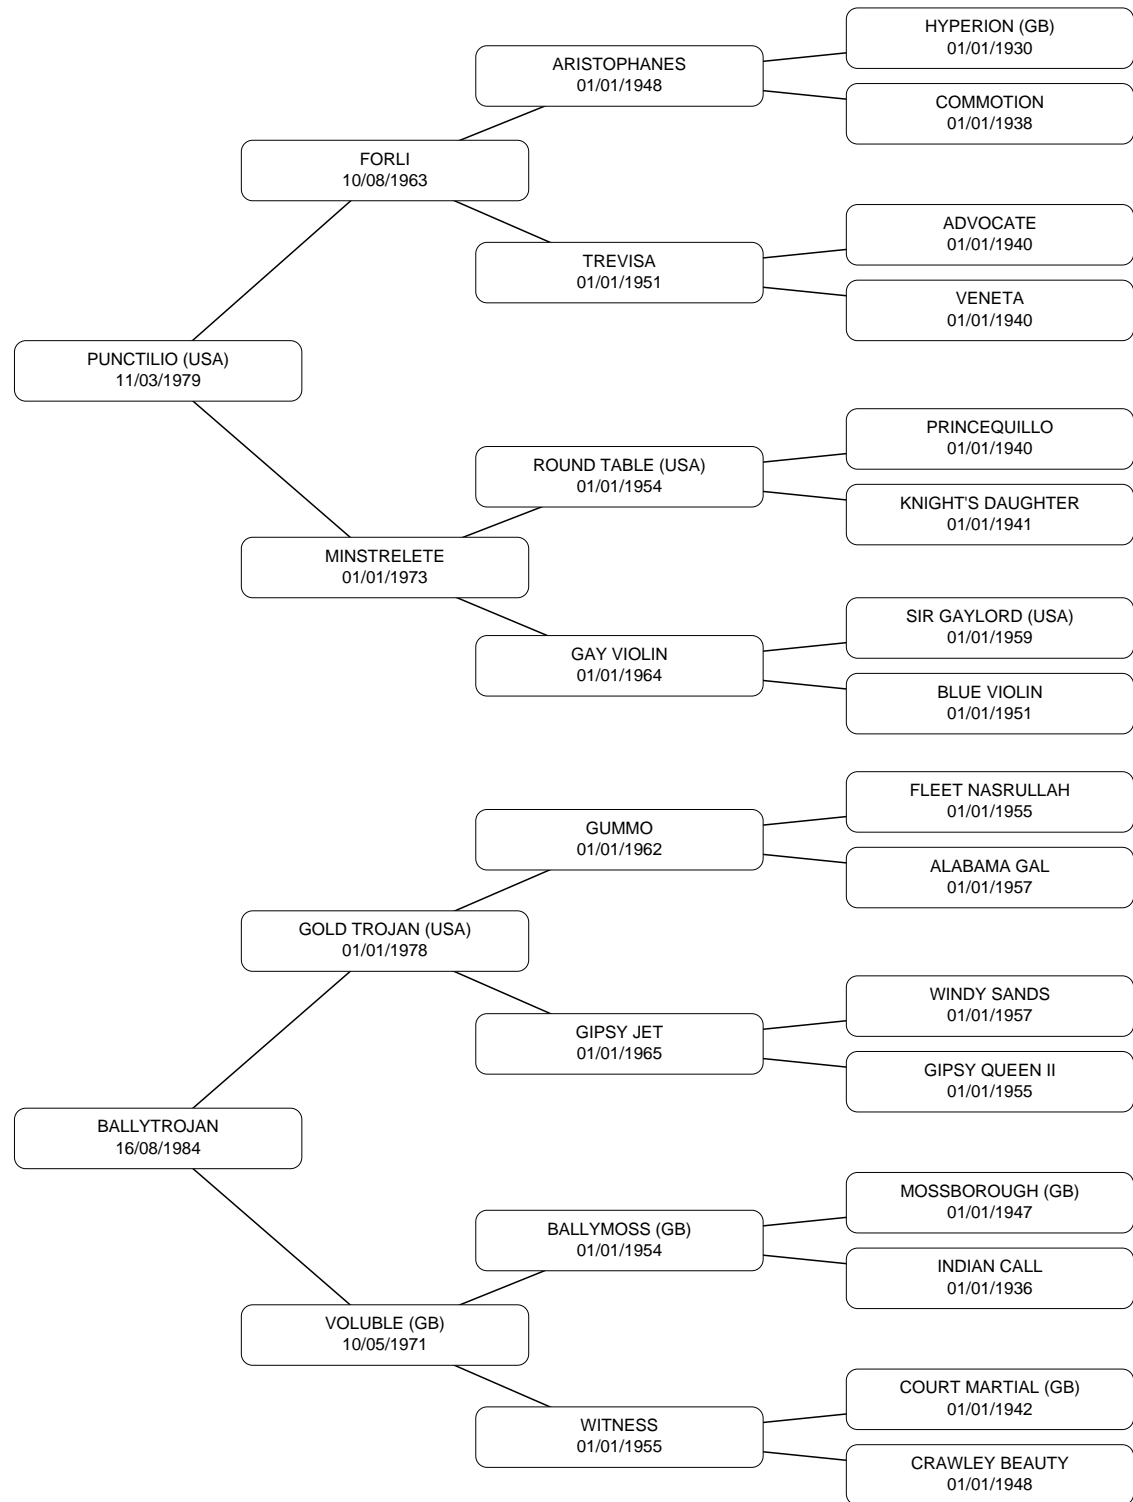 HYPERION (GB)
01/01/1930
ARISTOPHANES
01/01/1948
COMMOTION
01/01/1938
FORLI
10/08/1963
ADVOCATE
01/01/1940
TREVISA
01/01/1951
VENETA
01/01/1940
PUNCTILIO (USA)
11/03/1979
PRINCEQUILLO
01/01/1940
ROUND TABLE (USA)
01/01/1954
KNIGHT'S DAUGHTER
01/01/1941
MINSTRELETE
01/01/1973
SIR GAYLORD (USA)
01/01/1959
GAY VIOLIN
01/01/1964
BLUE VIOLIN
01/01/1951
FLEET NASRULLAH
01/01/1955
GUMMO
01/01/1962
ALABAMA GAL
01/01/1957
GOLD TROJAN (USA)
01/01/1978
WINDY SANDS
01/01/1957
GIPSY JET
01/01/1965
GIPSY QUEEN II
01/01/1955
BALLYTROJAN
16/08/1984
MOSSBOROUGH (GB)
01/01/1947
BALLYMOSS (GB)
01/01/1954
INDIAN CALL
01/01/1936
VOLUBLE (GB)
10/05/1971
COURT MARTIAL (GB)
01/01/1942
WITNESS
01/01/1955
CRAWLEY BEAUTY
01/01/1948